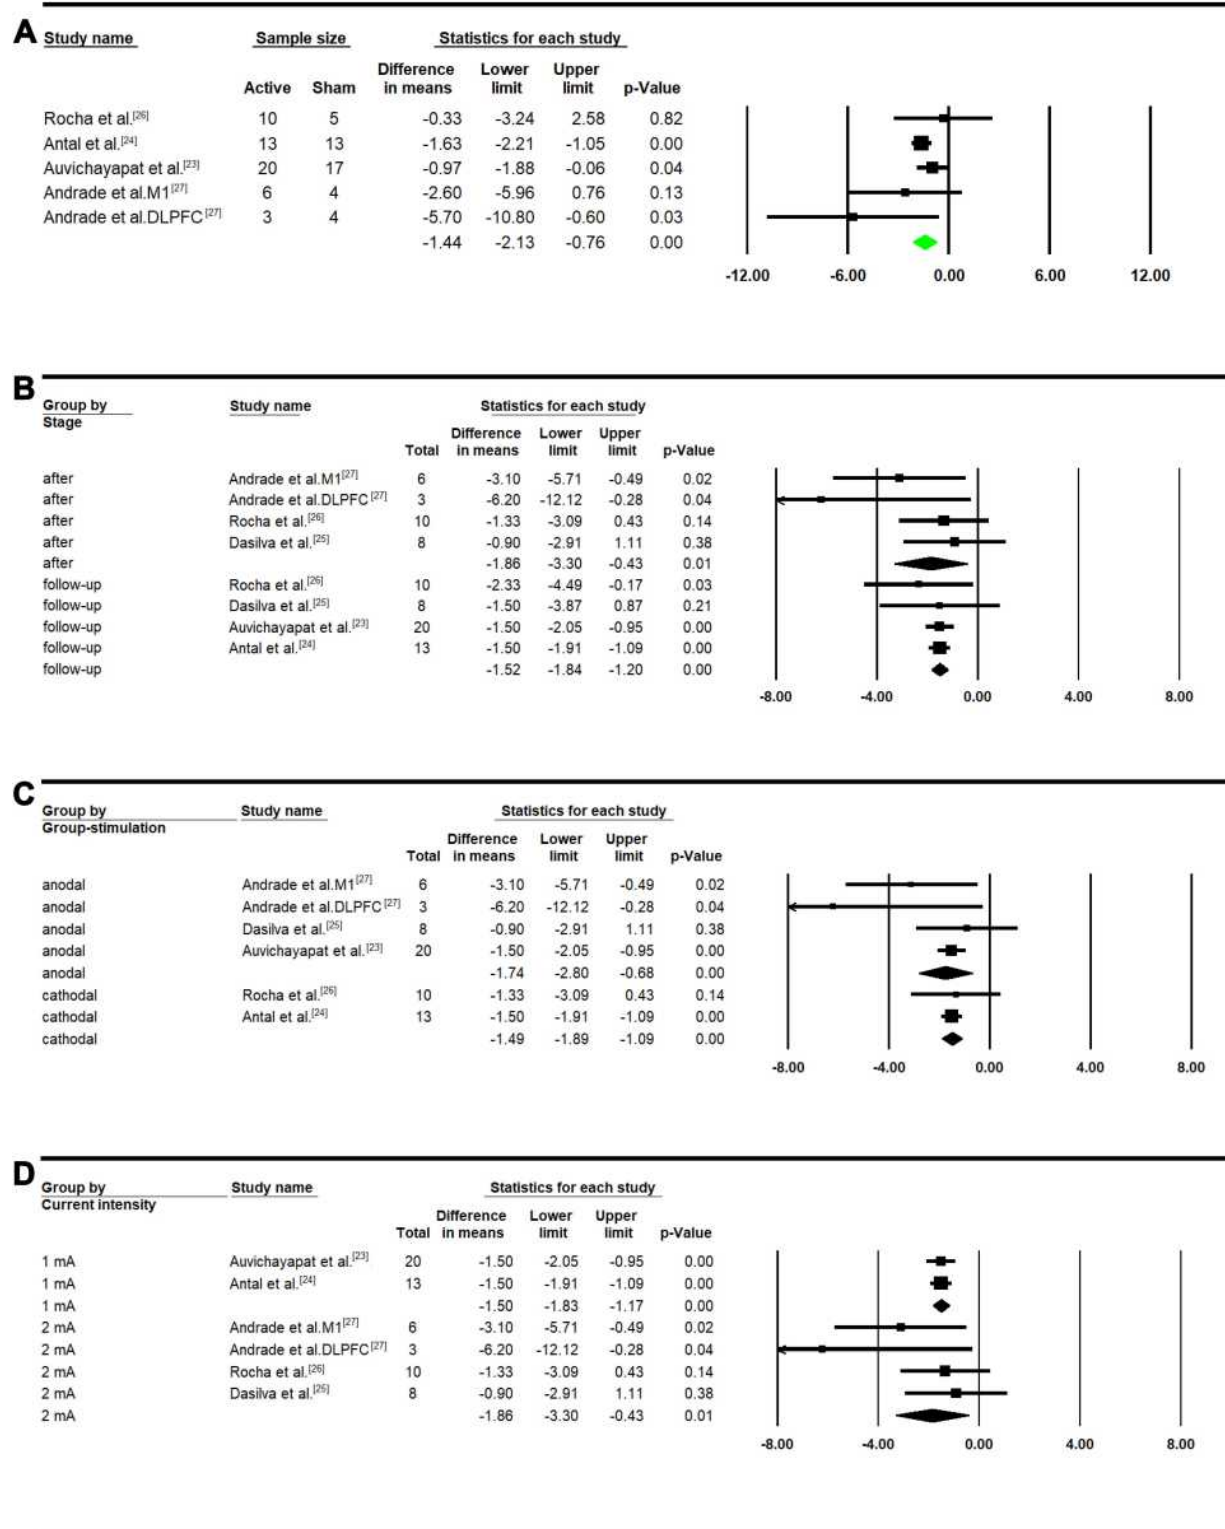 A
Study name Sample size Statistics for each study
Difference Lower Upper
Active Sham in means limit limit p-Value
Rocha et al.[26] 10 5 -0.33 -3.24 2.58 0.82
Antal et al.[24] 13 13 -1.63 -2.21 -1.05 0.00
Auvichayapat et al.[23] 20 17 -0.97 -1.88 -0.06 0.04
Andrade et al.M1[27] 6 4 -2.60 -5.96 0.76 0.13
Andrade et al.DLPFC[27] 3 4 -5.70 -10.80 -0.60 0.03
-1.44 -2.13 -0.76 0.00
-12.00 -6.00 0.00 6.00 12.00
B
Group by Study name Statistics for each study
Stage
Difference Lower Upper
Total in means limit limit p-Value
after Andrade et al.M1[27] 6 -3.10 -5.71 -0.49 0.02
after Andrade et al.DLPFC[27] 3 -6.20 -12.12 -0.28 0.04
after Rocha et al.[26] 10 -1.33 -3.09 0.43 0.14
after Dasilva et al.[25] 8 -0.90 -2.91 1.11 0.38
after -1.86 -3.30 -0.43 0.01
follow-up Rocha et al.[26] 10 -2.33 -4.49 -0.17 0.03
follow-up Dasilva et al.[25] 8 -1.50 -3.87 0.87 0.21
follow-up Auvichayapat et al.[23] 20 -1.50 -2.05 -0.95 0.00
follow-up Antal et al.[24] 13 -1.50 -1.91 -1.09 0.00
follow-up -1.52 -1.84 -1.20 0.00
-8.00 -4.00 0.00 4.00 8.00
C
Group by Study name Statistics for each study
Group-stimulation
Difference Lower Upper
Total in means limit limit p-Value
anodal Andrade et al.M1[27] 6 -3.10 -5.71 -0.49 0.02
anodal Andrade et al.DLPFC[27] 3 -6.20 -12.12 -0.28 0.04
anodal Dasilva et al.[25] 8 -0.90 -2.91 1.11 0.38
anodal Auvichayapat et al.[23] 20 -1.50 -2.05 -0.95 0.00
anodal -1.74 -2.80 -0.68 0.00
cathodal Rocha et al.[26] 10 -1.33 -3.09 0.43 0.14
cathodal Antal et al.[24] 13 -1.50 -1.91 -1.09 0.00
cathodal -1.49 -1.89 -1.09 0.00
-8.00 -4.00 0.00 4.00 8.00
D
Group by Study name Statistics for each study
Current intensity
Difference Lower Upper
Total in means limit limit p-Value
1 mA Auvichayapat et al.[23] 20 -1.50 -2.05 -0.95 0.00
1 mA Antal et al.[24] 13 -1.50 -1.91 -1.09 0.00
1 mA -1.50 -1.83 -1.17 0.00
2 mA Andrade et al.M1[27] 6 -3.10 -5.71 -0.49 0.02
2 mA Andrade et al.DLPFC[27] 3 -6.20 -12.12 -0.28 0.04
2 mA Rocha et al.[26] 10 -1.33 -3.09 0.43 0.14
2 mA Dasilva et al.[25] 8 -0.90 -2.91 1.11 0.38
2 mA -1.86 -3.30 -0.43 0.01
-8.00 -4.00 0.00 4.00 8.00